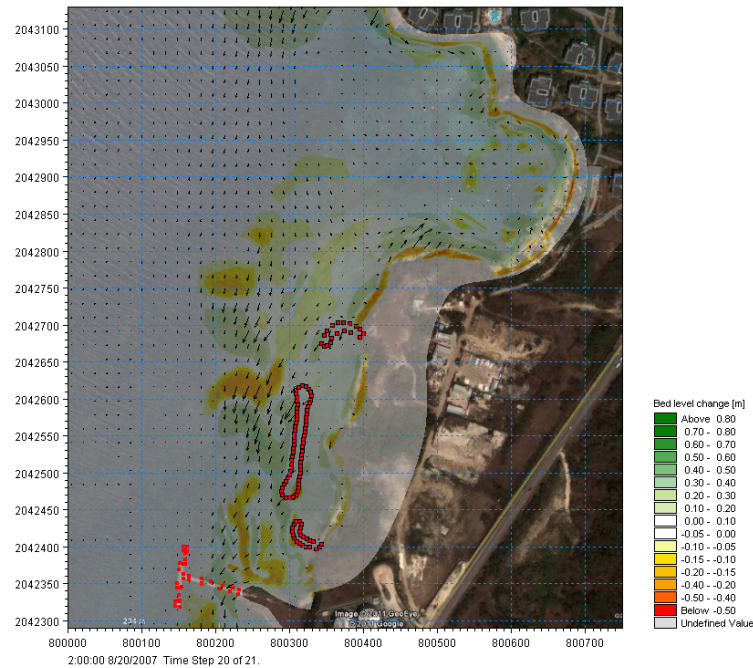 2043100
2043050
2043000
2042950
2042900
2042850
2042800
2042750
2042700
2042650
2042600
2042550
2042500
2042450
2042400
2042350
2042300
234 m
Image © 2011 GeoEye
© 2011 Google
800000 800100 800200 800300 800400 800500 800600 800700
2:00:00 8/20/2007 Time Step 20 of 21.
Bed level change [m]
Above 0.80
0.70 - 0.80
0.60 - 0.70
0.50 - 0.60
0.40 - 0.50
0.30 - 0.40
0.20 - 0.30
0.10 - 0.20
0.00 - 0.10
-0.05 - 0.00
-0.10 - -0.05
-0.15 - -0.10
-0.20 - -0.15
-0.40 - -0.20
-0.50 - -0.40
Below -0.50
Undefined Value